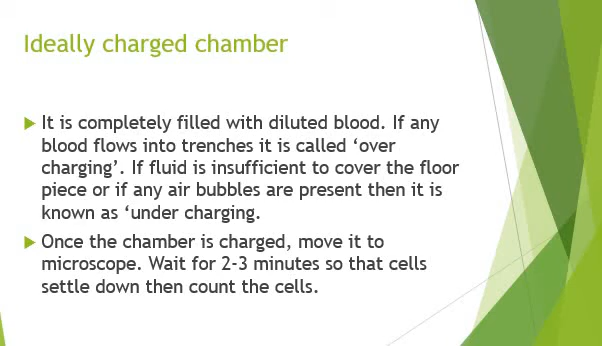 Ideally charged chamber
It is completely filled with diluted blood. If any
blood flows into trenches it is called ‘over
charging’. If fluid is insufficient to cover the floor
piece or if any air bubbles are present then it is
known as ‘under charging.
Once the chamber is charged, move it to
microscope. Wait for 2-3 minutes so that cells
settle down then count the cells.